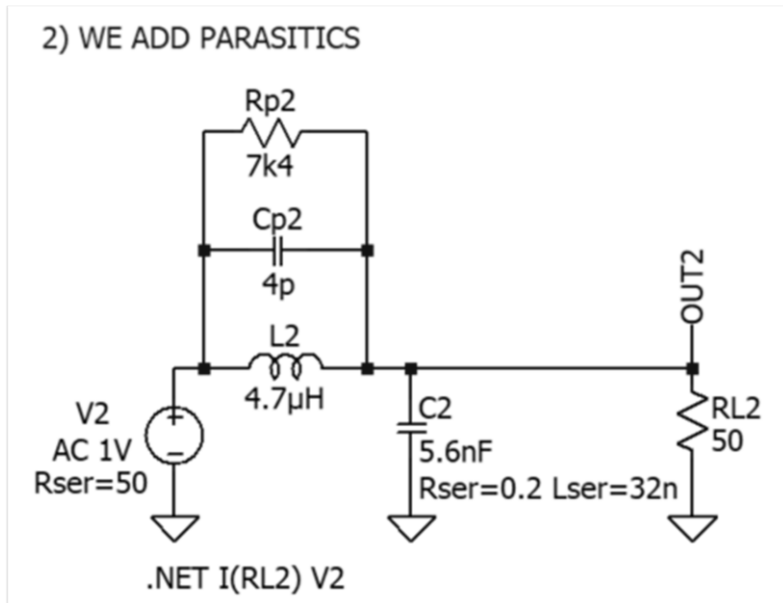 2) WE ADD PARASITICS
Rp2
7k4
Cp2
4p
L2
4.7µH
V2
AC 1V
Rser=50
C2
5.6nF
Rser=0.2 Lser=32n
OUT2
RL2
50
.NET I(RL2) V2